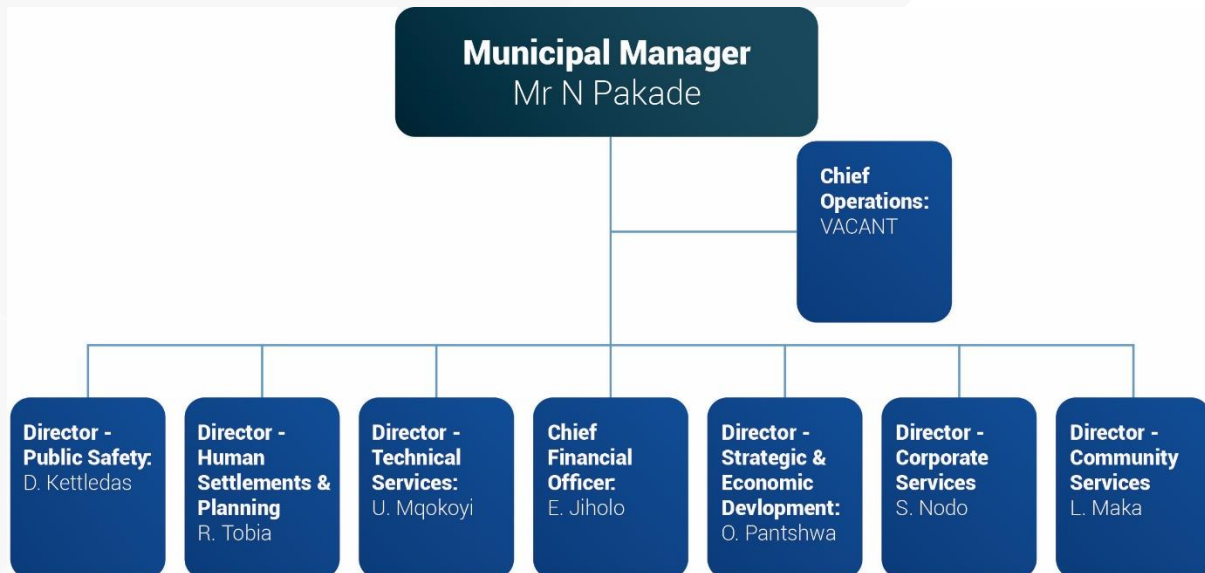 Municipal Manager
Mr N Pakade
Chief
Operations:
VACANT
Director -
Public Safety:
D. Kettledas
Director -
Human
Settlements &
Planning
R. Tobia
Director -
Technical
Services:
U. Mqokoyi
Chief
Financial
Officer:
E. Jiholo
Director -
Strategic &
Economic
Devlopment:
O. Pantshwa
Director -
Corporate
Services
S. Nodo
Director -
Community
Services
L. Maka